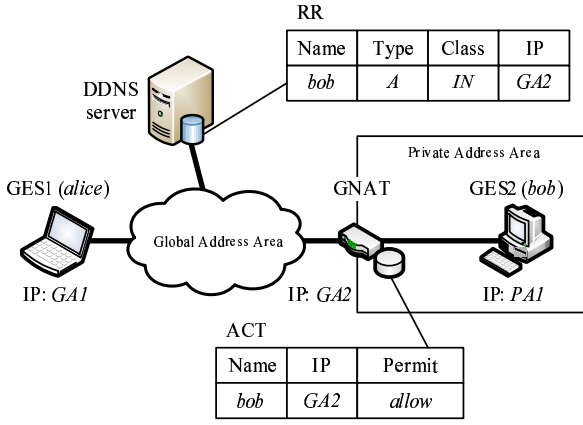 RR
Name Type Class IP
bob A IN GA2
DDNS
server
Private Address Area
GES1 (alice)
GNAT
GES2 (bob)
Global Address Area
IP: GA1
IP: GA2
IP: PA1
ACT
Name IP Permit
bob GA2 allow